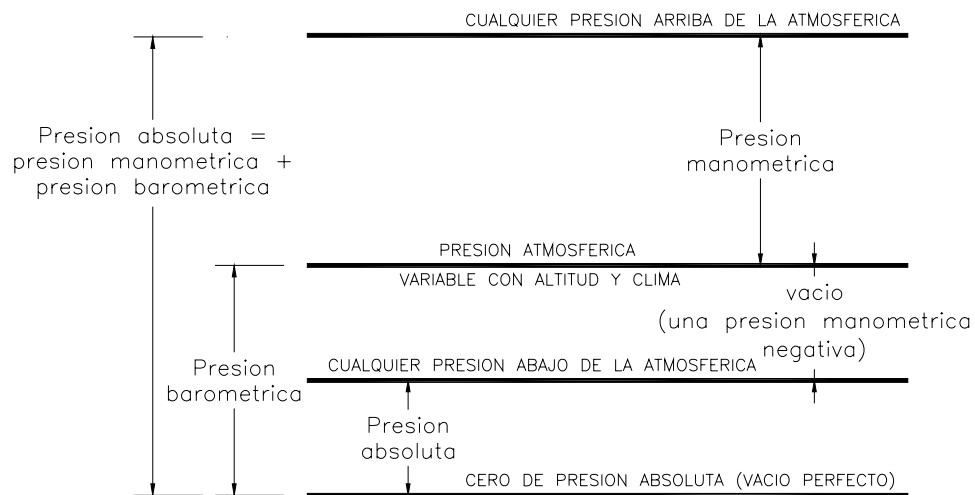 CUALQUIER PRESION ARRIBA DE LA ATMOSFERICA
Presion absoluta =
presion manometrica +
presion barometrica
Presion
manometrica
PRESION ATMOSFERICA
VARIABLE CON ALTITUD Y CLIMA
vacio
(una presion manometrica
negativa)
CUALQUIER PRESION ABAJO DE LA ATMOSFERICA
Presion
barometrica
Presion
absoluta
CERO DE PRESION ABSOLUTA (VACIO PERFECTO)